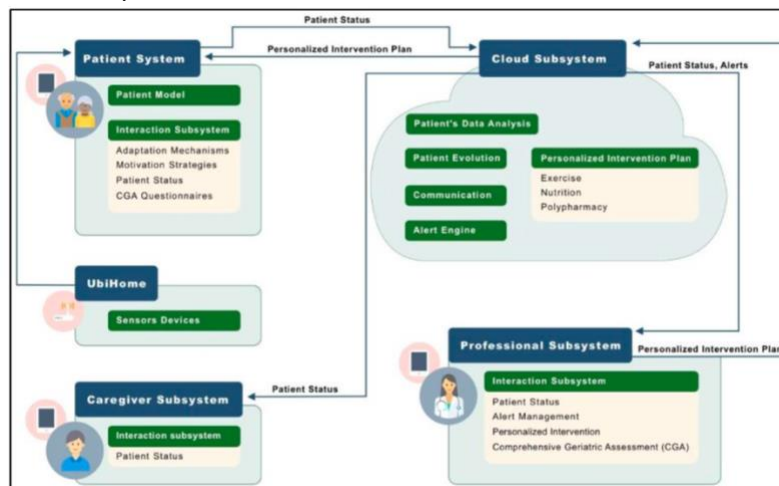 Patient Status
Patient System
Personalized Intervention Plan
Cloud Subsystem
Patient Status, Alerts
Patient Model
Interaction Subsystem
Adaptation Mechanisms
Motivation Strategies
Patient Status
CGA Questionnaires
Patient's Data Analysis
Patient Evolution
Communication
Alert Engine
Personalized Intervention Plan
Exercise
Nutrition
Polypharmacy
UbiHome
Sensors Devices
Professional Subsystem
Personalized Intervention Plan
Interaction Subsystem
Patient Status
Alert Management
Personalized Intervention
Comprehensive Geriatric Assessment (CGA)
Patient Status
Caregiver Subsystem
Interaction subsystem
Patient Status